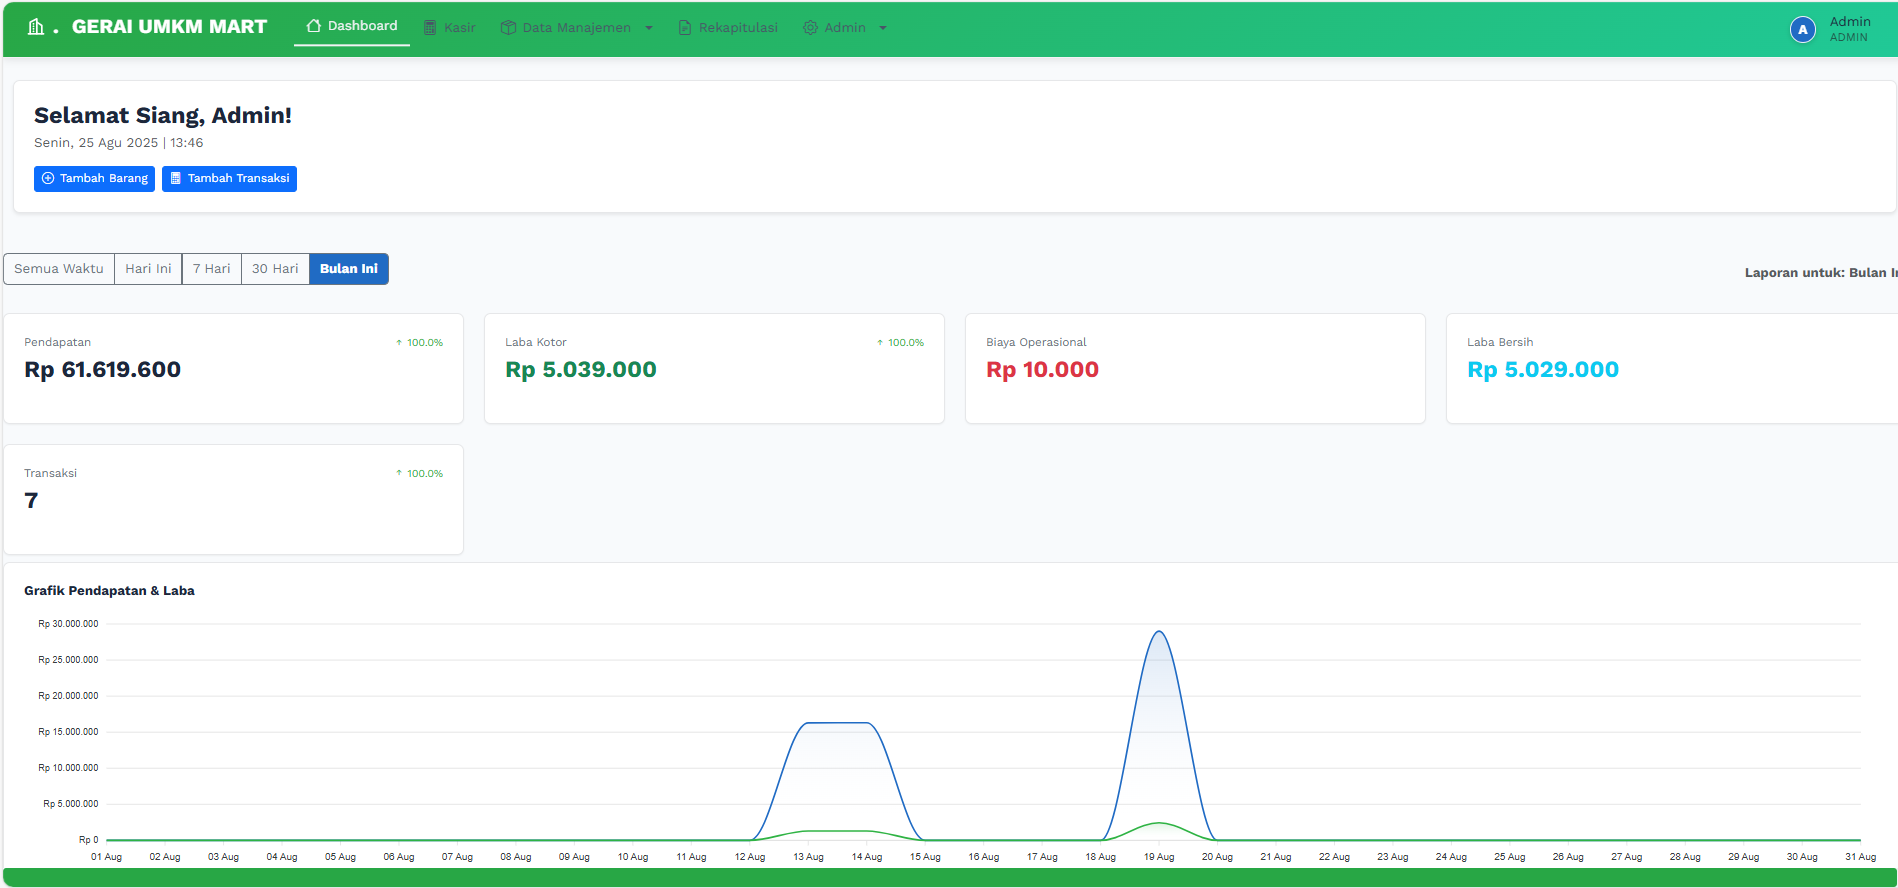 . GERAI UMKM MART Dashboard Kasir Data Manajemen Rekapitulasi Admin A Admin
ADMIN
Selamat Siang, Admin!
Senin, 25 Agu 2025 | 13:46
Tambah Barang Tambah Transaksi
Semua Waktu Hari Ini 7 Hari 30 Hari Bulan Ini
Laporan untuk: Bulan
Pendapatan ↑ 100.0%
Rp 61.619.600
Laba Kotor ↑ 100.0%
Rp 5.039.000
Biaya Operasional
Rp 10.000
Laba Bersih
Rp 5.029.000
Transaksi ↑ 100.0%
7
Grafik Pendapatan & Laba
Rp 30.000.000
Rp 25.000.000
Rp 20.000.000
Rp 15.000.000
Rp 10.000.000
Rp 5.000.000
Rp 0
01 Aug 02 Aug 03 Aug 04 Aug 05 Aug 06 Aug 07 Aug 08 Aug 09 Aug 10 Aug 11 Aug 12 Aug 13 Aug 14 Aug 15 Aug 16 Aug 17 Aug 18 Aug 19 Aug 20 Aug 21 Aug 22 Aug 23 Aug 24 Aug 25 Aug 26 Aug 27 Aug 28 Aug 29 Aug 30 Aug 31 Aug